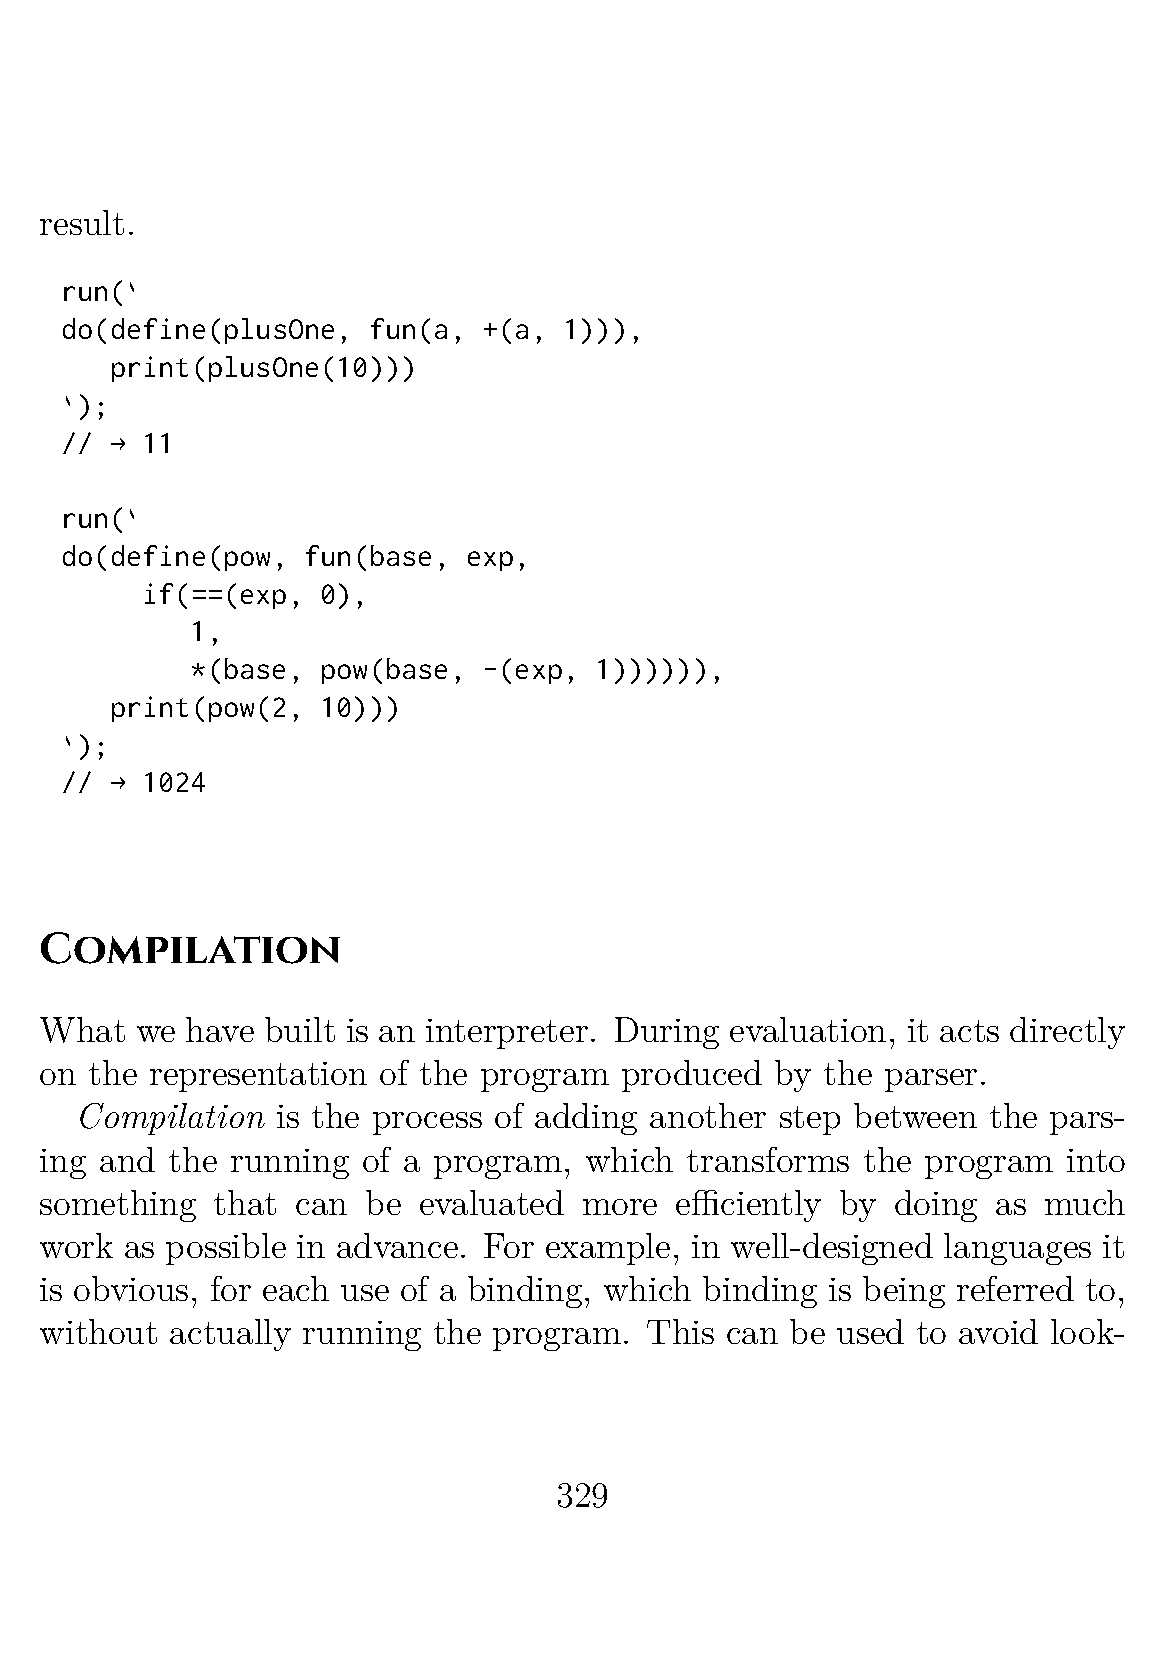 result.
run(`
do(define(plusOne, fun(a, +(a, 1))),
   print(plusOne(10)))
`);
// → 11
run(`
do(define(pow, fun(base, exp,
     if(==(exp, 0),
        1,
        *(base, pow(base, -(exp, 1)))))),
   print(pow(2, 10)))
`);
// → 1024
Compilation
What we have built is an interpreter. During evaluation, it acts directly
on the representation of the program produced by the parser.
Compilation is the process of adding another step between the pars-
ing and the running of a program, which transforms the program into
something that can be evaluated more efficiently by doing as much
work as possible in advance. For example, in well-designed languages it
is obvious, for each use of a binding, which binding is being referred to,
without actually running the program. This can be used to avoid look-
329